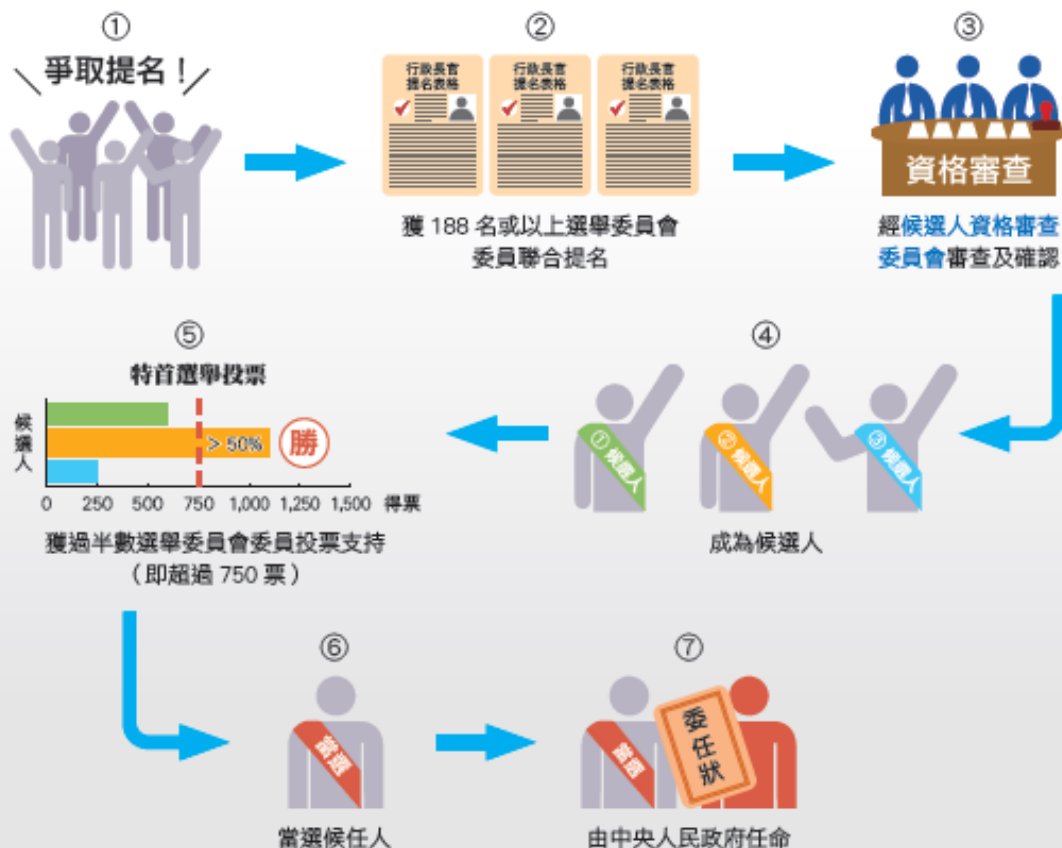 ①
爭取提名！
②
行政長官
提名表格
行政長官
提名表格
行政長官
提名表格
獲 188 名或以上選舉委員會
委員聯合提名
③
資格審查
經候選人資格審查
委員會審查及確認
④
① 候選人
② 候選人
③ 候選人
成為候選人
⑤
特首選舉投票
候選人
> 50%
勝
0 250 500 750 1,000 1,250 1,500 得票
獲過半數選舉委員會委員投票支持
（即超過 750 票）
⑥
當選
當選候任人
⑦
當選
委任狀
由中央人民政府任命